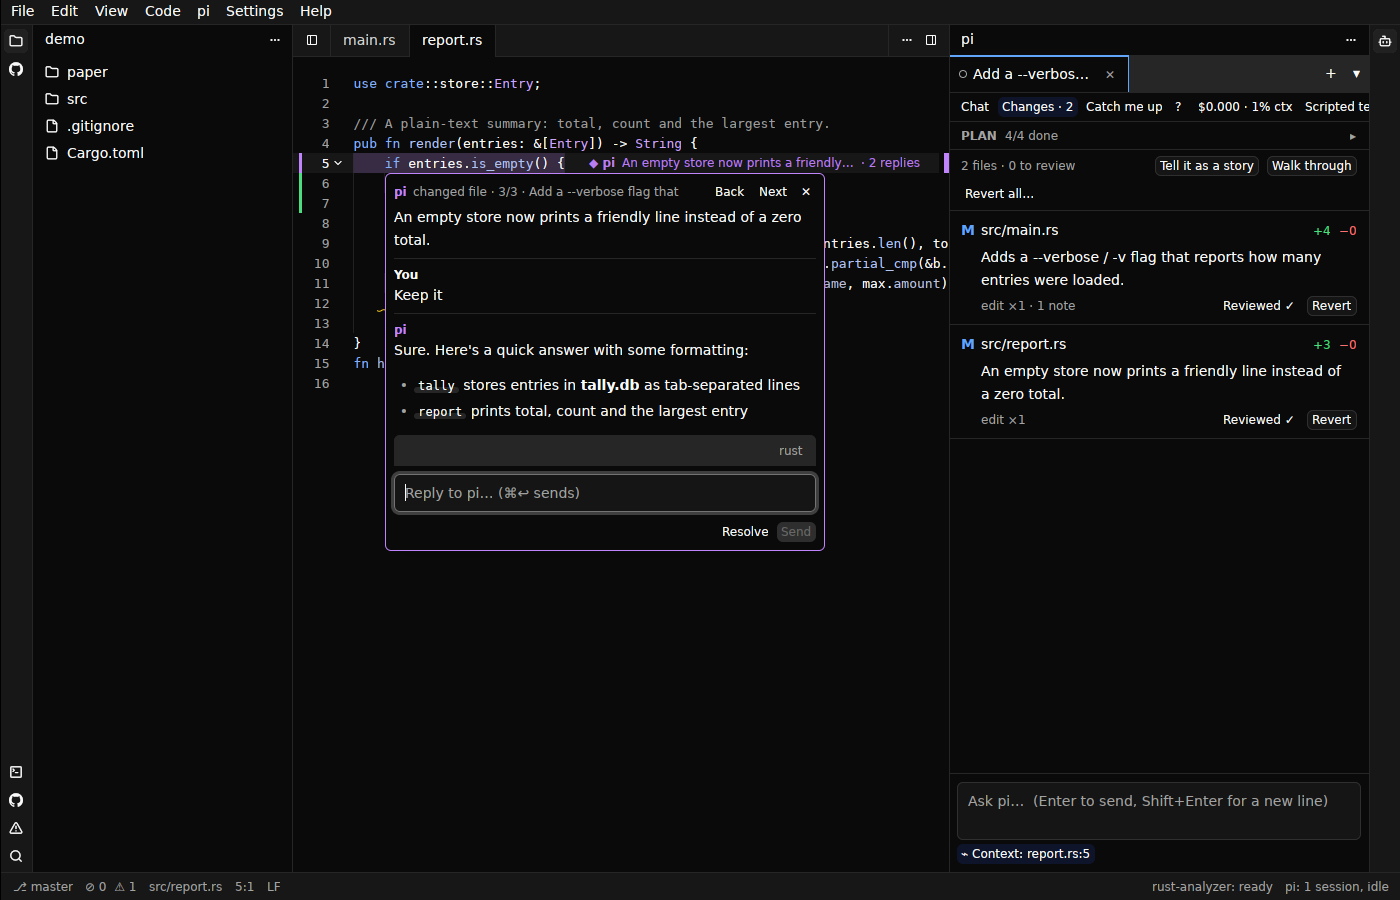 File Edit View Code pi Settings Help
demo ···
paper
src
.gitignore
Cargo.toml
main.rs report.rs ···
1 use crate::store::Entry;
2
3 /// A plain-text summary: total, count and the largest entry.
4 pub fn render(entries: &[Entry]) -> String {
5 if entries.is_empty() { ◆ pi An empty store now prints a friendly… · 2 replies
6
7
8
9 ntries.len(), to
10 .partial_cmp(&b.
11 ame, max.amount)
12
13
14 }
15 fn h
16
pi changed file · 3/3 · Add a --verbose flag that Back Next ×
An empty store now prints a friendly line instead of a zero
total.
You
Keep it
pi
Sure. Here's a quick answer with some formatting:
• tally stores entries in tally.db as tab-separated lines
• report prints total, count and the largest entry
rust
Reply to pi… (⌘↩ sends)
Resolve Send
pi ···
Add a --verbos… × + ▼
Chat Changes · 2 Catch me up ? $0.000 · 1% ctx Scripted te
PLAN 4/4 done ▸
2 files · 0 to review Tell it as a story Walk through
Revert all…
M src/main.rs +4 −0
Adds a --verbose / -v flag that reports how many
entries were loaded.
edit ×1 · 1 note Reviewed ✓ Revert
M src/report.rs +3 −0
An empty store now prints a friendly line instead of
a zero total.
edit ×1 Reviewed ✓ Revert
Ask pi… (Enter to send, Shift+Enter for a new line)
⌁ Context: report.rs:5
⎇ master ⊘ 0 ⚠ 1 src/report.rs 5:1 LF rust-analyzer: ready pi: 1 session, idle